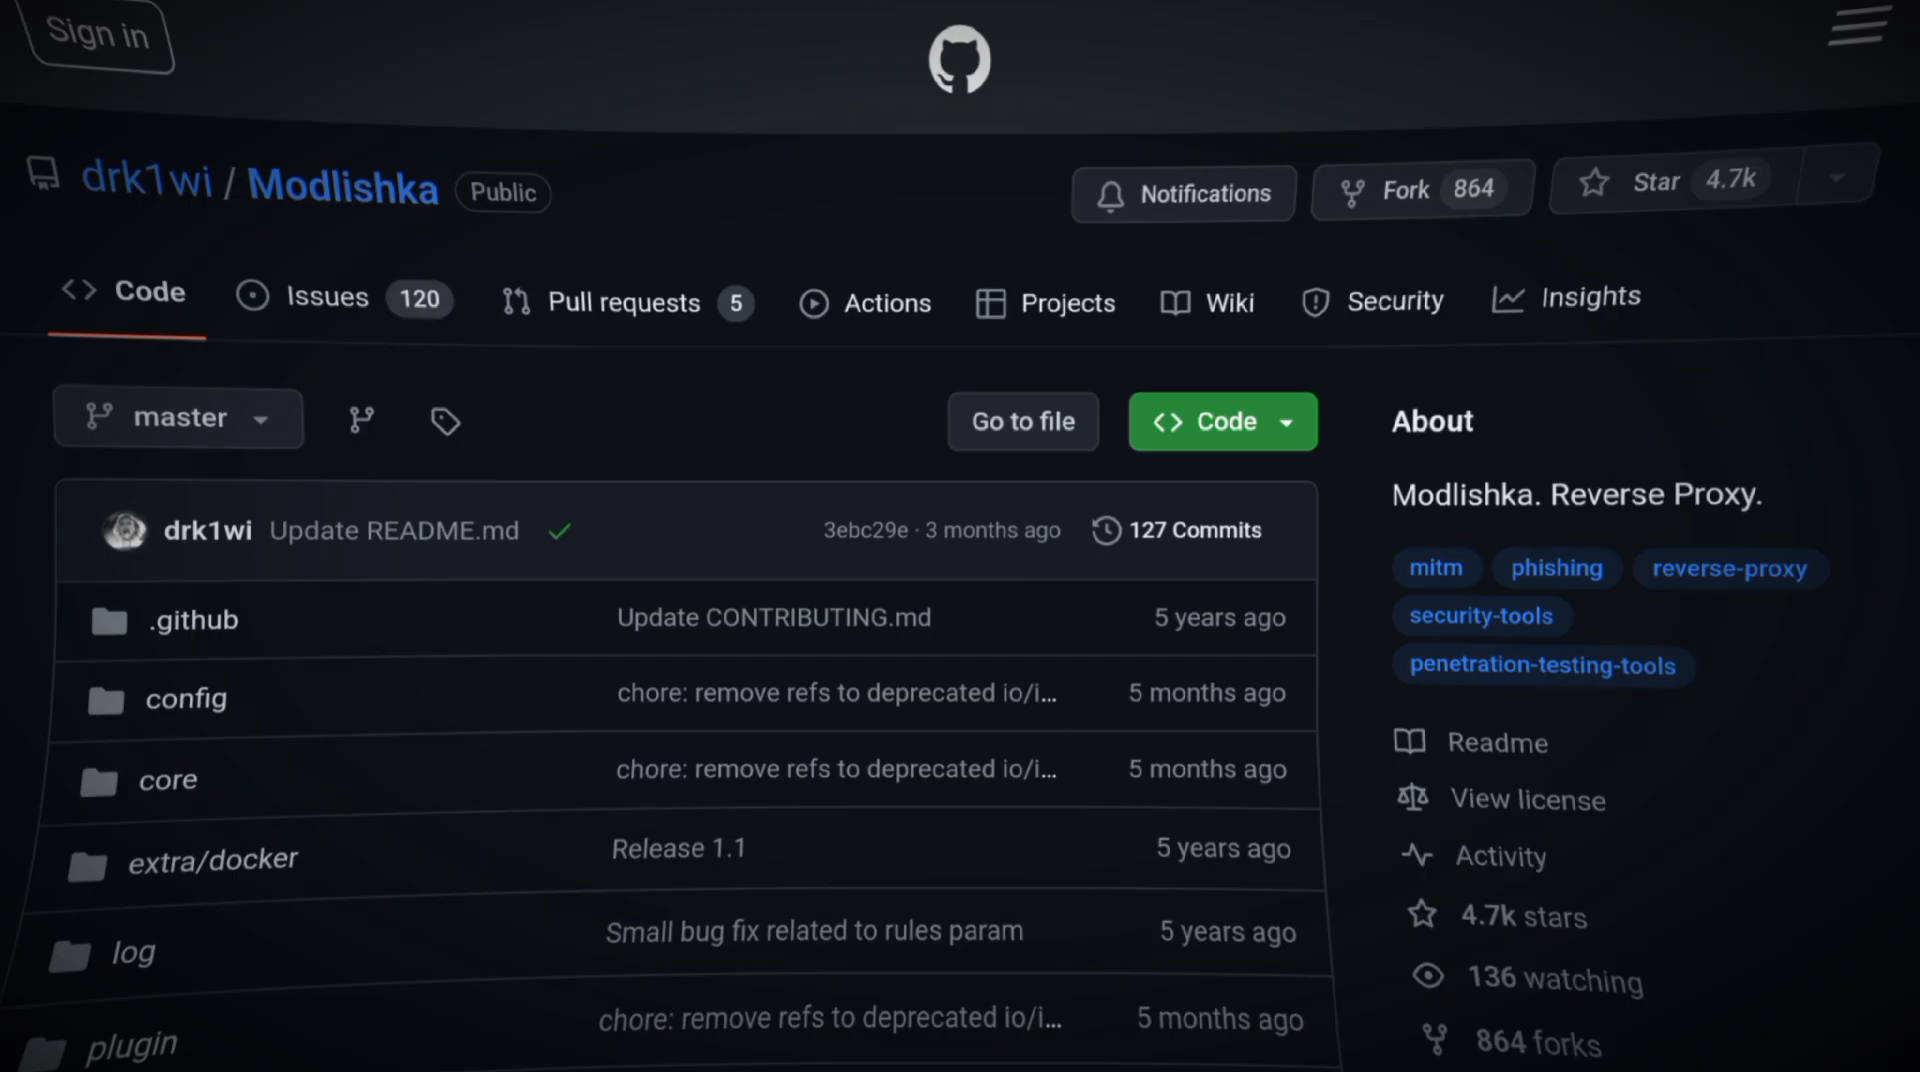 Sign in
drk1wi / Modlishka Public
Notifications Fork 864 Star 4.7k
Code Issues 120 Pull requests 5 Actions Projects Wiki Security Insights
master Go to file Code
drk1wi Update README.md 3ebc29e · 3 months ago 127 Commits
.github Update CONTRIBUTING.md 5 years ago
config chore: remove refs to deprecated io/i... 5 months ago
core chore: remove refs to deprecated io/i... 5 months ago
extra/docker Release 1.1 5 years ago
log Small bug fix related to rules param 5 years ago
plugin chore: remove refs to deprecated io/i... 5 months ago
About
Modlishka. Reverse Proxy.
mitm phishing reverse-proxy
security-tools
penetration-testing-tools
Readme
View license
Activity
4.7k stars
136 watching
864 forks